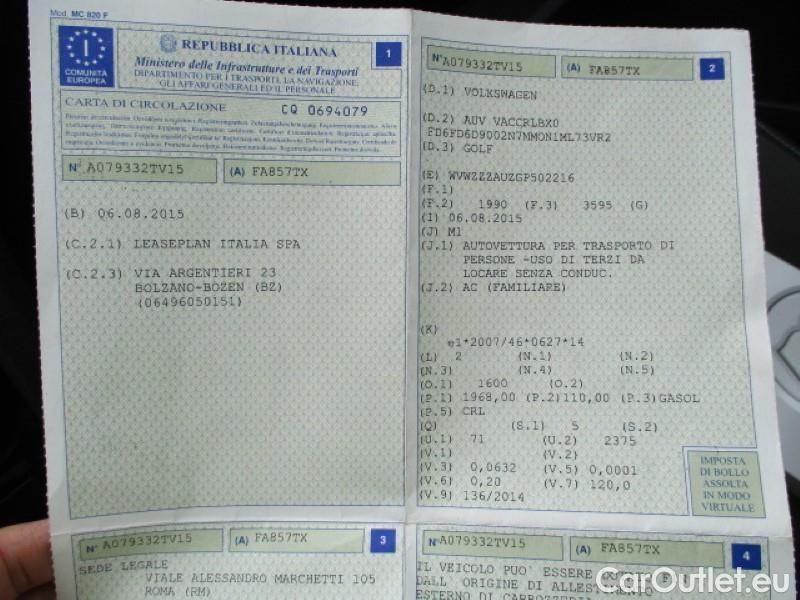 Mod. MC 820 F
I
COMUNITÀ
EUROPEA
REPUBBLICA ITALIANA
1
Ministero delle Infrastrutture e dei Trasporti
DIPARTIMENTO PER I TRASPORTI, LA NAVIGAZIONE,
GLI AFFARI GENERALI ED IL PERSONALE
CARTA DI CIRCOLAZIONE CQ 0694079
N° A079332TV15 (A) FA857TX
(B) 06.08.2015
(C.2.1) LEASEPLAN ITALIA SPA
(C.2.3) VIA ARGENTIERI 23
BOLZANO-BOZEN (BZ)
(06496050151)
N° A079332TV15 (A) FA857TX 2
(D.1) VOLKSWAGEN
(D.2) AUV VACCRLBX0
FD6FD6D9002N7MMON1ML73VR2
(D.3) GOLF
(E) WVWZZZAUZGP502216
(F.1)
(F.2) 1990 (F.3) 3595 (G)
(I) 06.08.2015
(J) M1
(J.1) AUTOVETTURA PER TRASPORTO DI
PERSONE -USO DI TERZI DA
LOCARE SENZA CONDUC.
(J.2) AC (FAMILIARE)
(K)
e1*2007/46*0627*14
(L) 2 (N.1) (N.2)
(N.3) (N.4) (N.5)
(O.1) 1600 (O.2)
(P.1) 1968,00 (P.2)110,00 (P.3)GASOL
(P.5) CRL
(Q) (S.1) 5 (S.2)
(U.1) 71 (U.2) 2375
(V.1) (V.2)
(V.3) 0,0632 (V.5) 0,0001
(V.6) 0,20 (V.7) 120,0
(V.9) 136/2014
IMPOSTA
DI BOLLO
ASSOLTA
IN MODO
VIRTUALE
N° A079332TV15 (A) FA857TX 3
SEDE LEGALE
VIALE ALESSANDRO MARCHETTI 105
ROMA (RM)
N° A079332TV15 (A) FA857TX 4
IL VEICOLO PUO' ESSERE
DALL' ORIGINE DI ALLESTIMENTO
ESTERNO DI CARROZZERIA
CarOutlet.eu